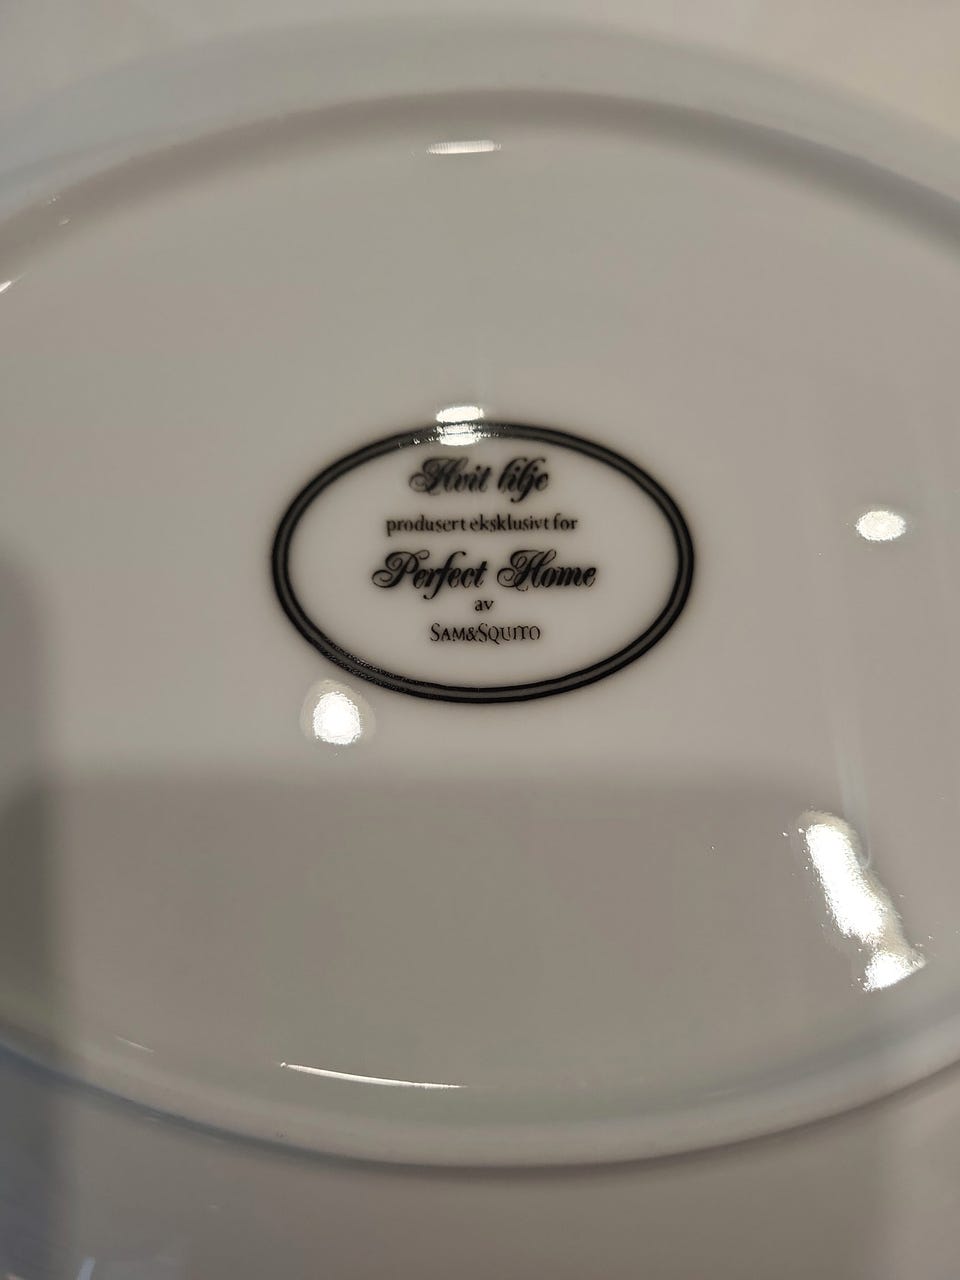 Hvit lilje
produsert eksklusivt for
Perfect Home
av
SAM&SQUITO